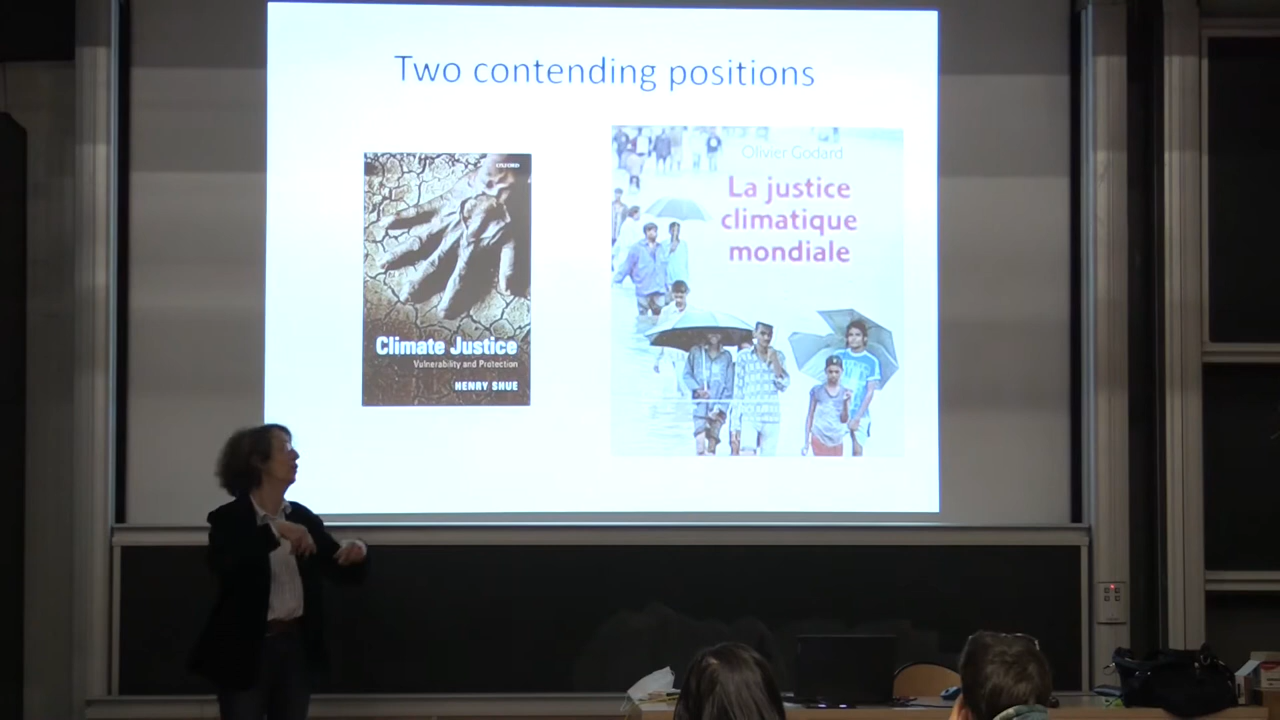 Two contending positions
OXFORD
Climate Justice
Vulnerability and Protection
HENRY SHUE
Olivier Godard
La justice
climatique
mondiale